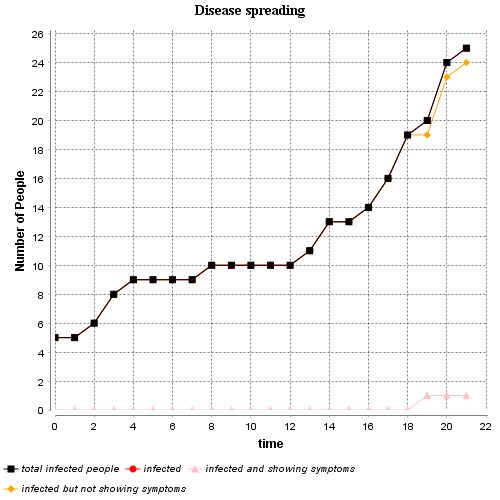 Disease spreading
Number of People
26
24
22
20
18
16
14
12
10
8
6
4
2
0
0 2 4 6 8 10 12 14 16 18 20 22
time
total infected people infected infected and showing symptoms
infected but not showing symptoms